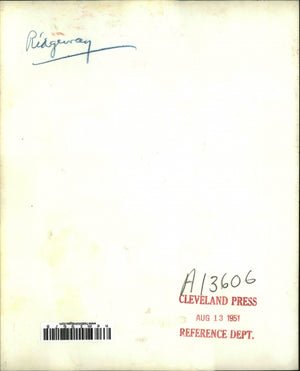 Ridgeway
A13606
CLEVELAND PRESS
AUG 13 1951
REFERENCE DEPT.